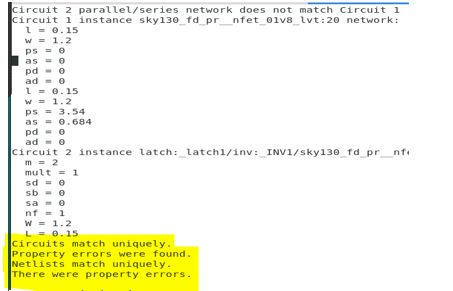 Circuit 2 parallel/series network does not match Circuit 1
Circuit 1 instance sky130_fd_pr__nfet_01v8_lvt:20 network:
l = 0.15
w = 1.2
ps = 0
as = 0
pd = 0
ad = 0
l = 0.15
w = 1.2
ps = 3.54
as = 0.684
pd = 0
ad = 0
Circuit 2 instance latch:_latch1/inv:_INV1/sky130_fd_pr__nfe
m = 2
mult = 1
sd = 0
sb = 0
sa = 0
nf = 1
W = 1.2
L = 0.15
Circuits match uniquely.
Property errors were found.
Netlists match uniquely.
There were property errors.